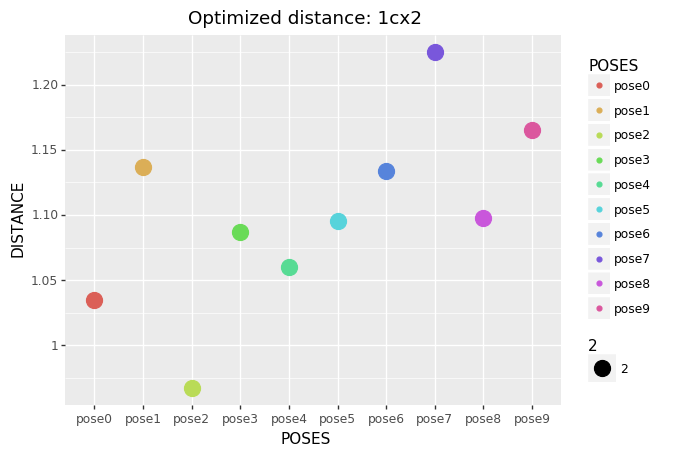 Optimized distance: 1cx2
DISTANCE
1.20
1.15
1.10
1.05
1
pose0 pose1 pose2 pose3 pose4 pose5 pose6 pose7 pose8 pose9
POSES
POSES
pose0
pose1
pose2
pose3
pose4
pose5
pose6
pose7
pose8
pose9
2
2